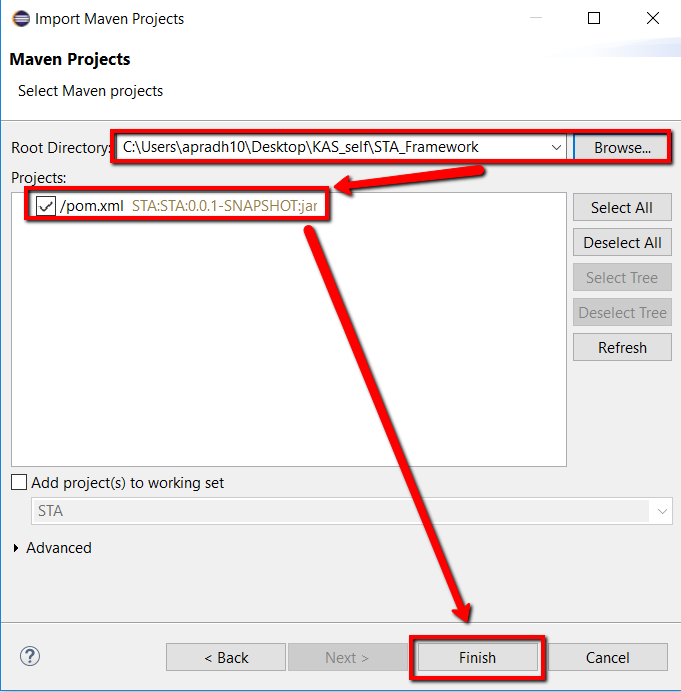 Import Maven Projects
Maven Projects
Select Maven projects
Root Directory: C:\Users\apradh10\Desktop\KAS_self\STA_Framework Browse...
Projects:
/pom.xml STA:STA:0.0.1-SNAPSHOT:jar
Select All
Deselect All
Select Tree
Deselect Tree
Refresh
Add project(s) to working set
STA
Advanced
? < Back Next > Finish Cancel